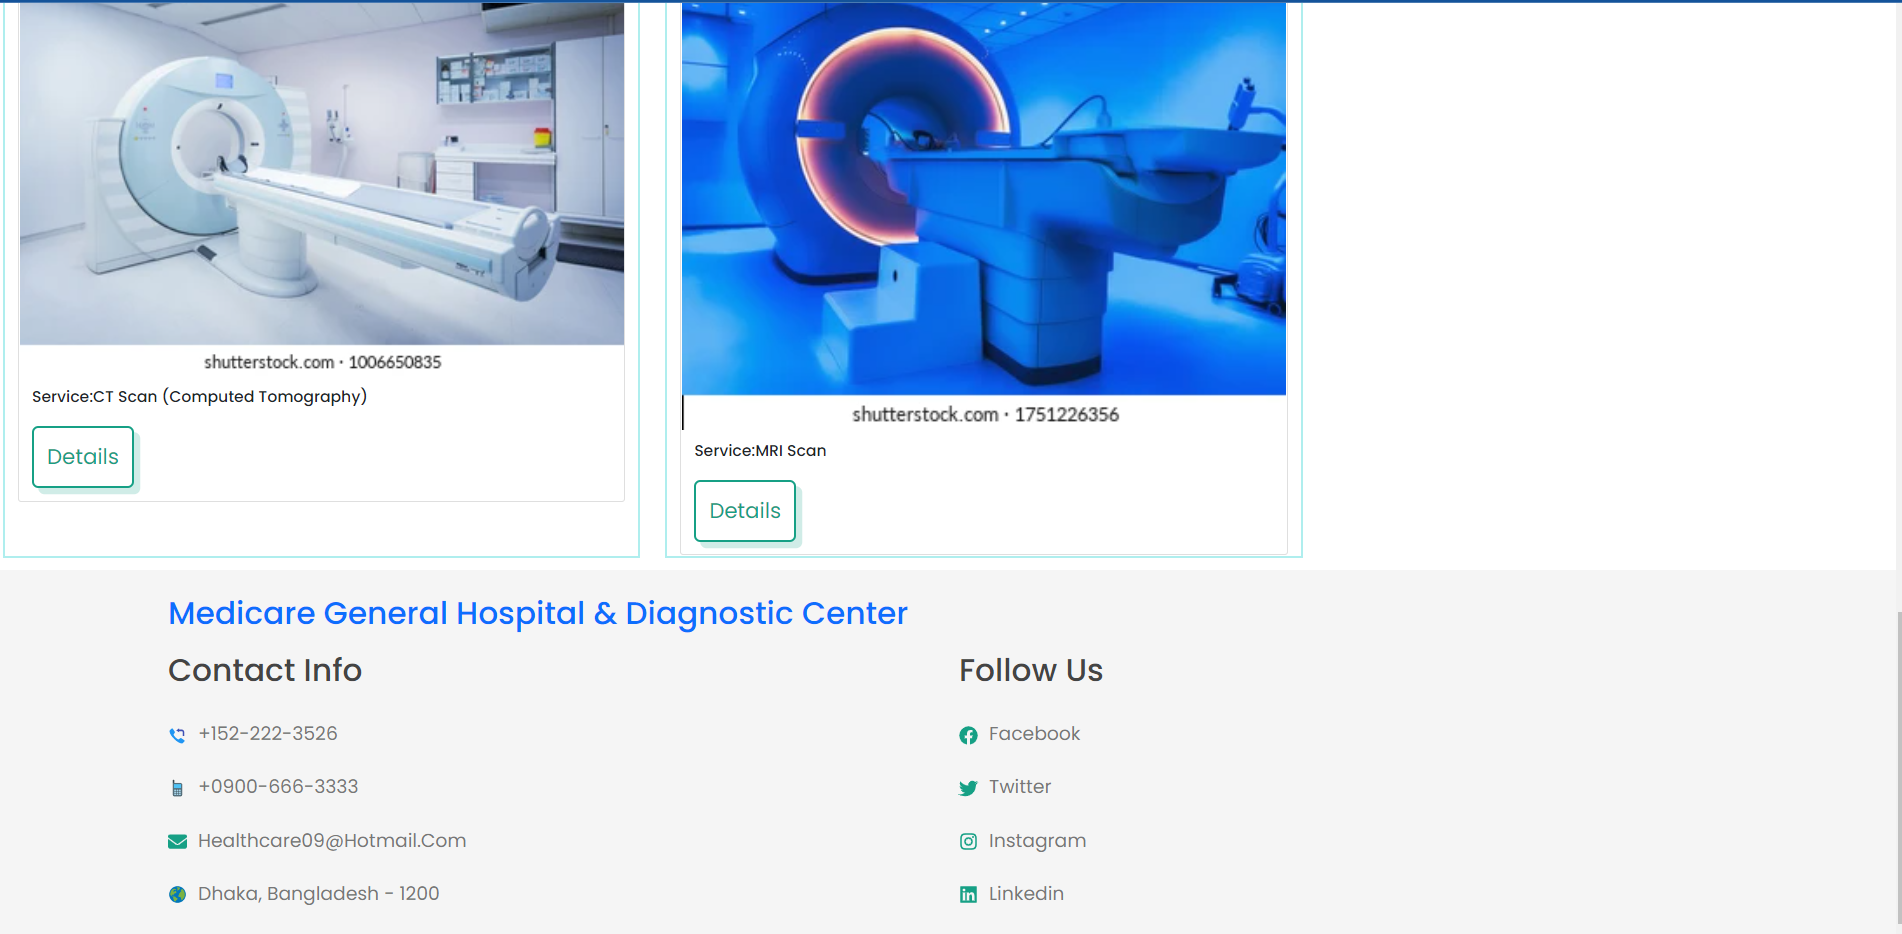 shutterstock.com · 1006650835
Service:CT Scan (Computed Tomography)
Details
shutterstock.com · 1751226356
Service:MRI Scan
Details
Medicare General Hospital & Diagnostic Center
Contact Info
+152-222-3526
+0900-666-3333
Healthcare09@Hotmail.Com
Dhaka, Bangladesh - 1200
Follow Us
Facebook
Twitter
Instagram
Linkedin